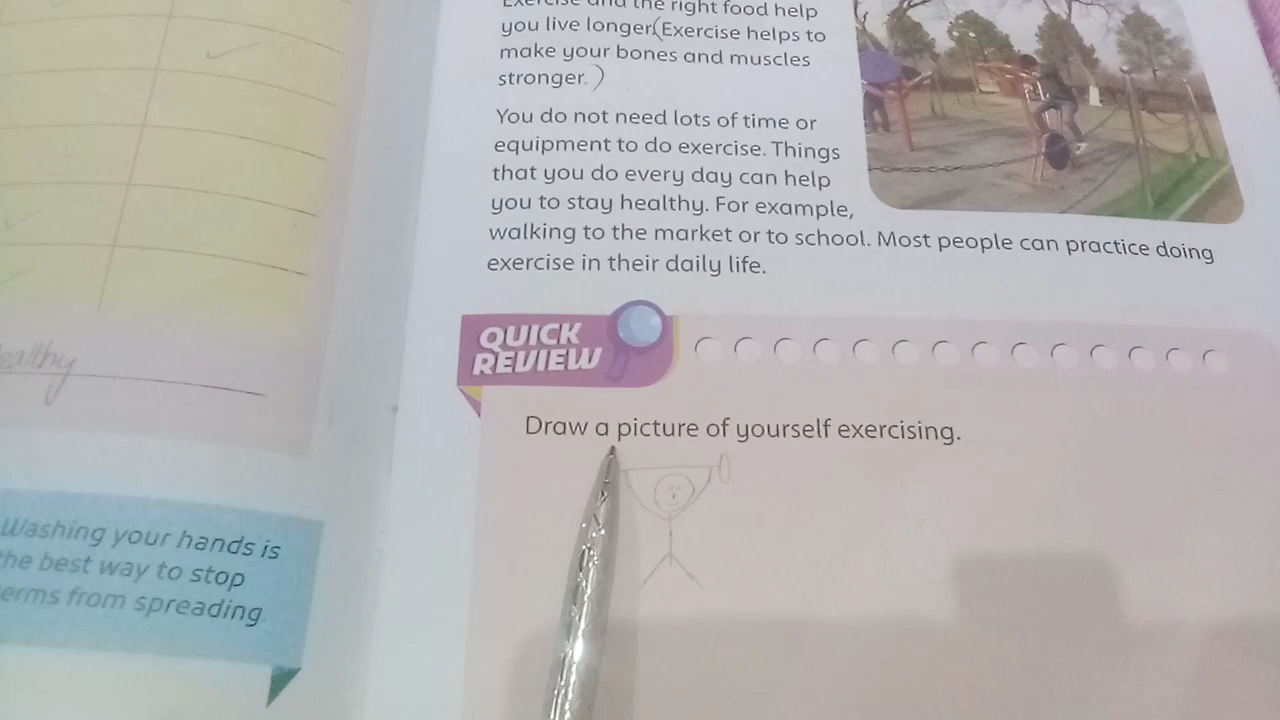 Exercise and the right food help
you live longer(Exercise helps to
make your bones and muscles
stronger.)
You do not need lots of time or
equipment to do exercise. Things
that you do every day can help
you to stay healthy. For example,
walking to the market or to school. Most people can practice doing
exercise in their daily life.
QUICK
REVIEW
Draw a picture of yourself exercising.
ealthy
Washing your hands is
the best way to stop
erms from spreading.